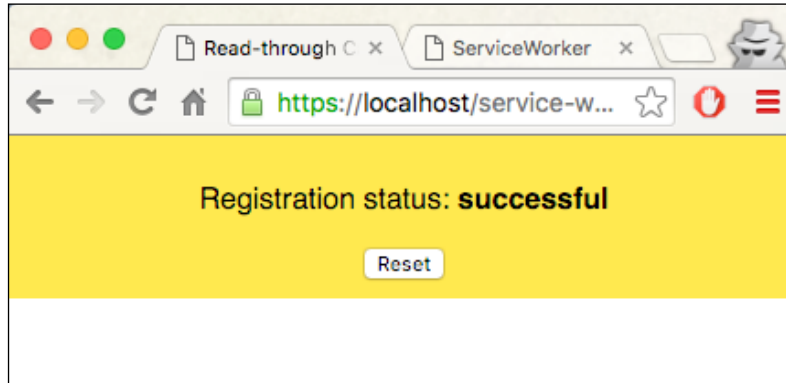 Read-through C
ServiceWorker
https://localhost/service-w...
Registration status: successful
Reset